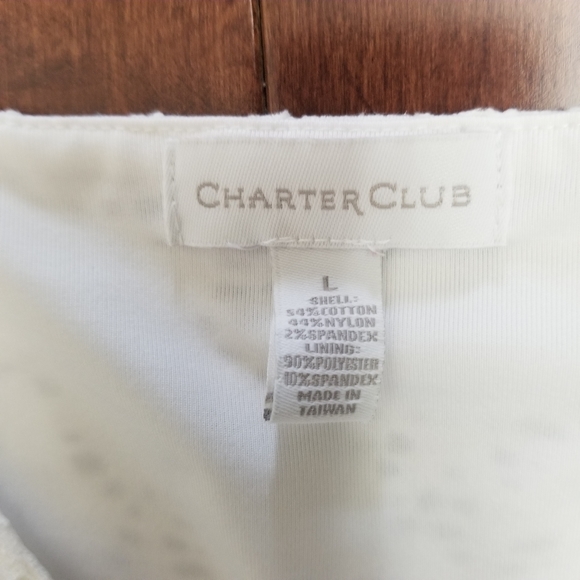 CHARTER CLUB
L
SHELL:
54%COTTON
44%NYLON
2%SPANDEX
LINING:
90%POLYESTER
10%SPANDEX
MADE IN
TAIWAN